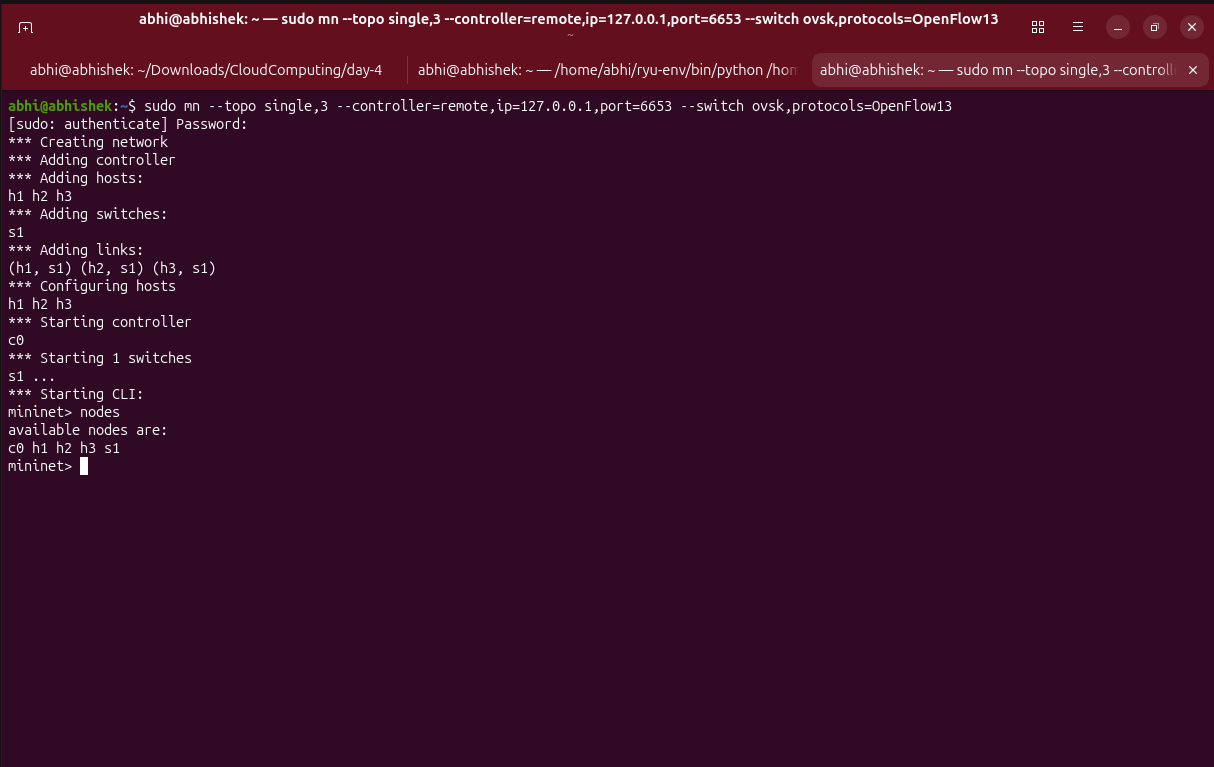 abhi@abhishek: ~ — sudo mn --topo single,3 --controller=remote,ip=127.0.0.1,port=6653 --switch ovsk,protocols=OpenFlow13
~
abhi@abhishek: ~/Downloads/CloudComputing/day-4
abhi@abhishek: ~ — /home/abhi/ryu-env/bin/python /hom
abhi@abhishek: ~ — sudo mn --topo single,3 --controll
abhi@abhishek:~$ sudo mn --topo single,3 --controller=remote,ip=127.0.0.1,port=6653 --switch ovsk,protocols=OpenFlow13
[sudo: authenticate] Password:
*** Creating network
*** Adding controller
*** Adding hosts:
h1 h2 h3
*** Adding switches:
s1
*** Adding links:
(h1, s1) (h2, s1) (h3, s1)
*** Configuring hosts
h1 h2 h3
*** Starting controller
c0
*** Starting 1 switches
s1 ...
*** Starting CLI:
mininet> nodes
available nodes are:
c0 h1 h2 h3 s1
mininet>